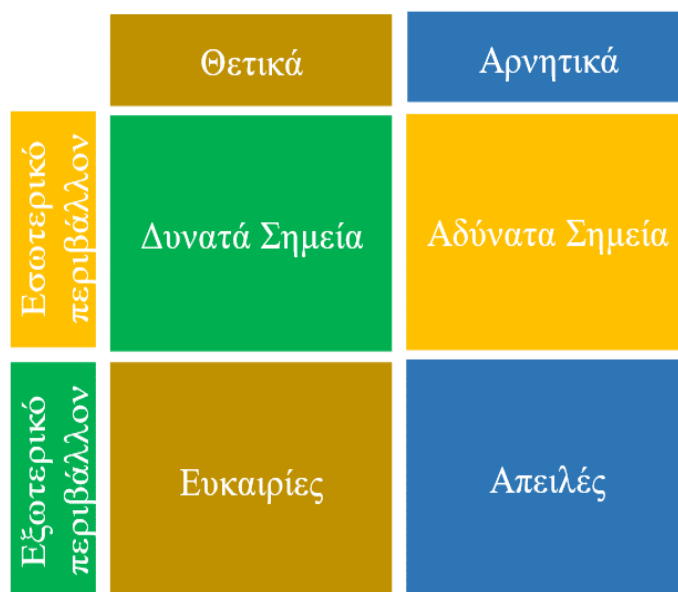 Θετικά
Αρνητικά
Εσωτερικό
περιβάλλον
Δυνατά Σημεία
Αδύνατα Σημεία
Εξωτερικό
περιβάλλον
Ευκαιρίες
Απειλές